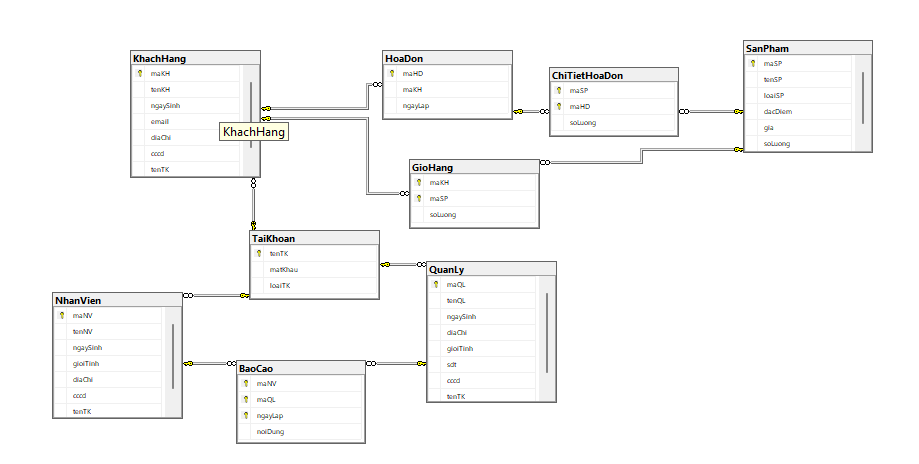 KhachHang
maKH
tenKH
ngaySinh
email
diaChi
cccd
tenTK
KhachHang
HoaDon
maHD
maKH
ngayLap
ChiTietHoaDon
maSP
maHD
soLuong
SanPham
maSP
tenSP
loaiSP
dacDiem
gia
soLuong
GioHang
maKH
maSP
soLuong
TaiKhoan
tenTK
matKhau
loaiTK
QuanLy
maQL
tenQL
ngaySinh
diaChi
gioiTinh
sdt
cccd
tenTK
NhanVien
maNV
tenNV
ngaySinh
gioiTinh
diaChi
cccd
tenTK
BaoCao
maNV
maQL
ngayLap
noiDung